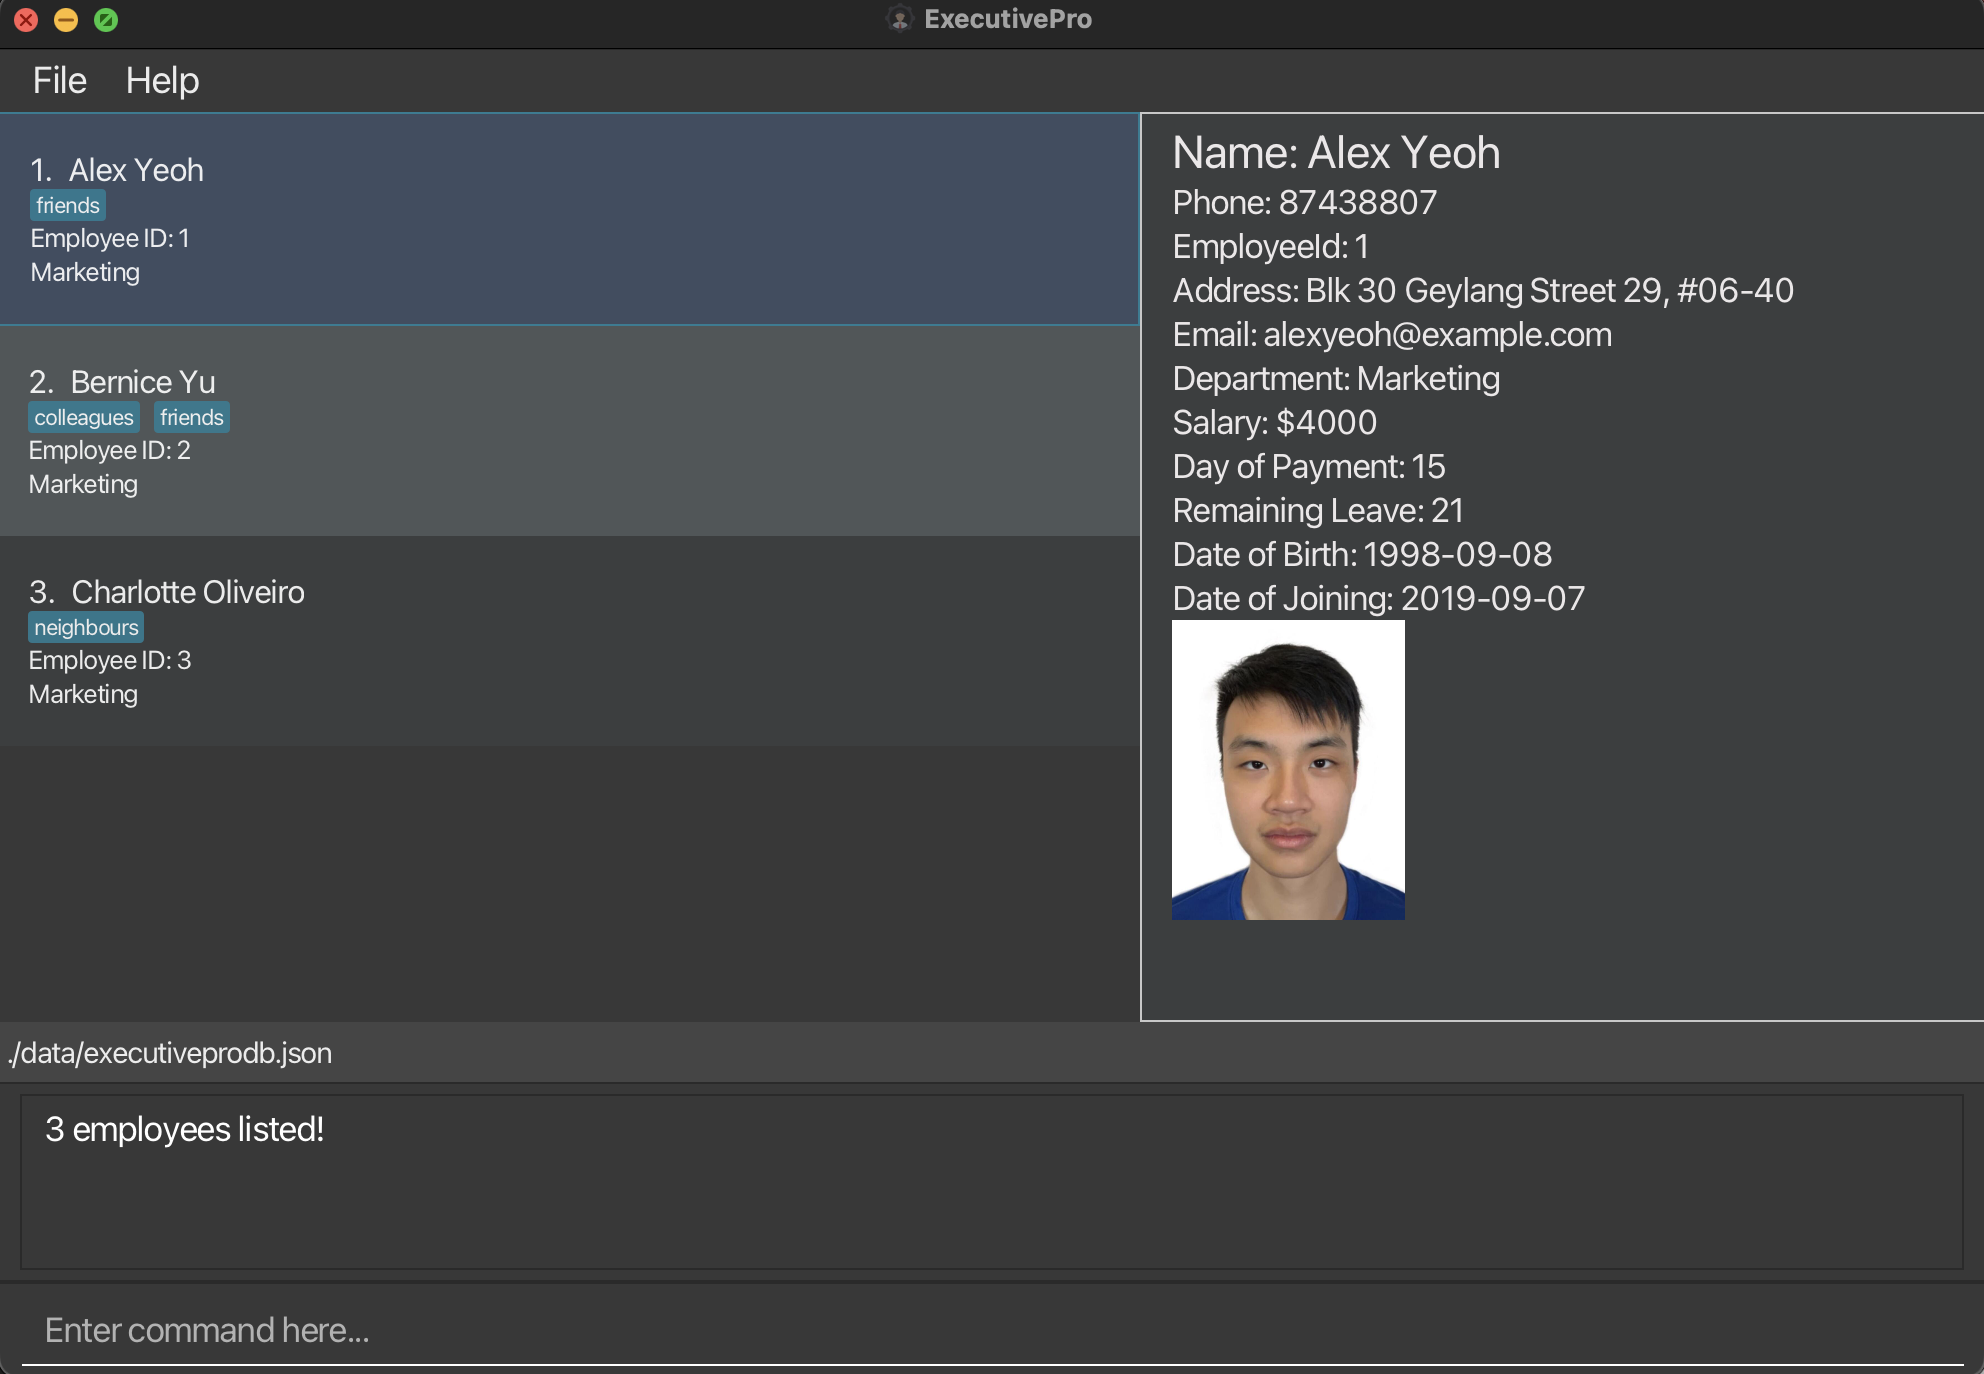 ExecutivePro
File Help
1. Alex Yeoh
friends
Employee ID: 1
Marketing
2. Bernice Yu
colleagues friends
Employee ID: 2
Marketing
3. Charlotte Oliveiro
neighbours
Employee ID: 3
Marketing
Name: Alex Yeoh
Phone: 87438807
EmployeeId: 1
Address: Blk 30 Geylang Street 29, #06-40
Email: alexyeoh@example.com
Department: Marketing
Salary: $4000
Day of Payment: 15
Remaining Leave: 21
Date of Birth: 1998-09-08
Date of Joining: 2019-09-07
./data/executiveprodb.json
3 employees listed!
Enter command here...